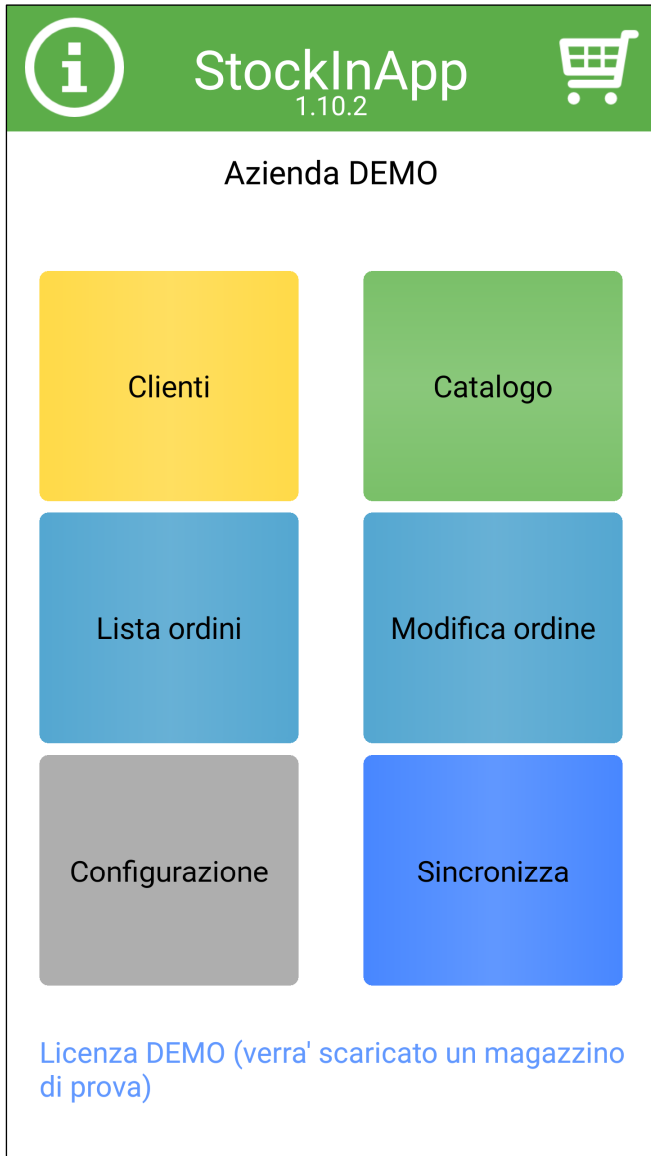 StockInApp
1.10.2
Azienda DEMO
Clienti
Catalogo
Lista ordini
Modifica ordine
Configurazione
Sincronizza
Licenza DEMO (verra' scaricato un magazzino
di prova)